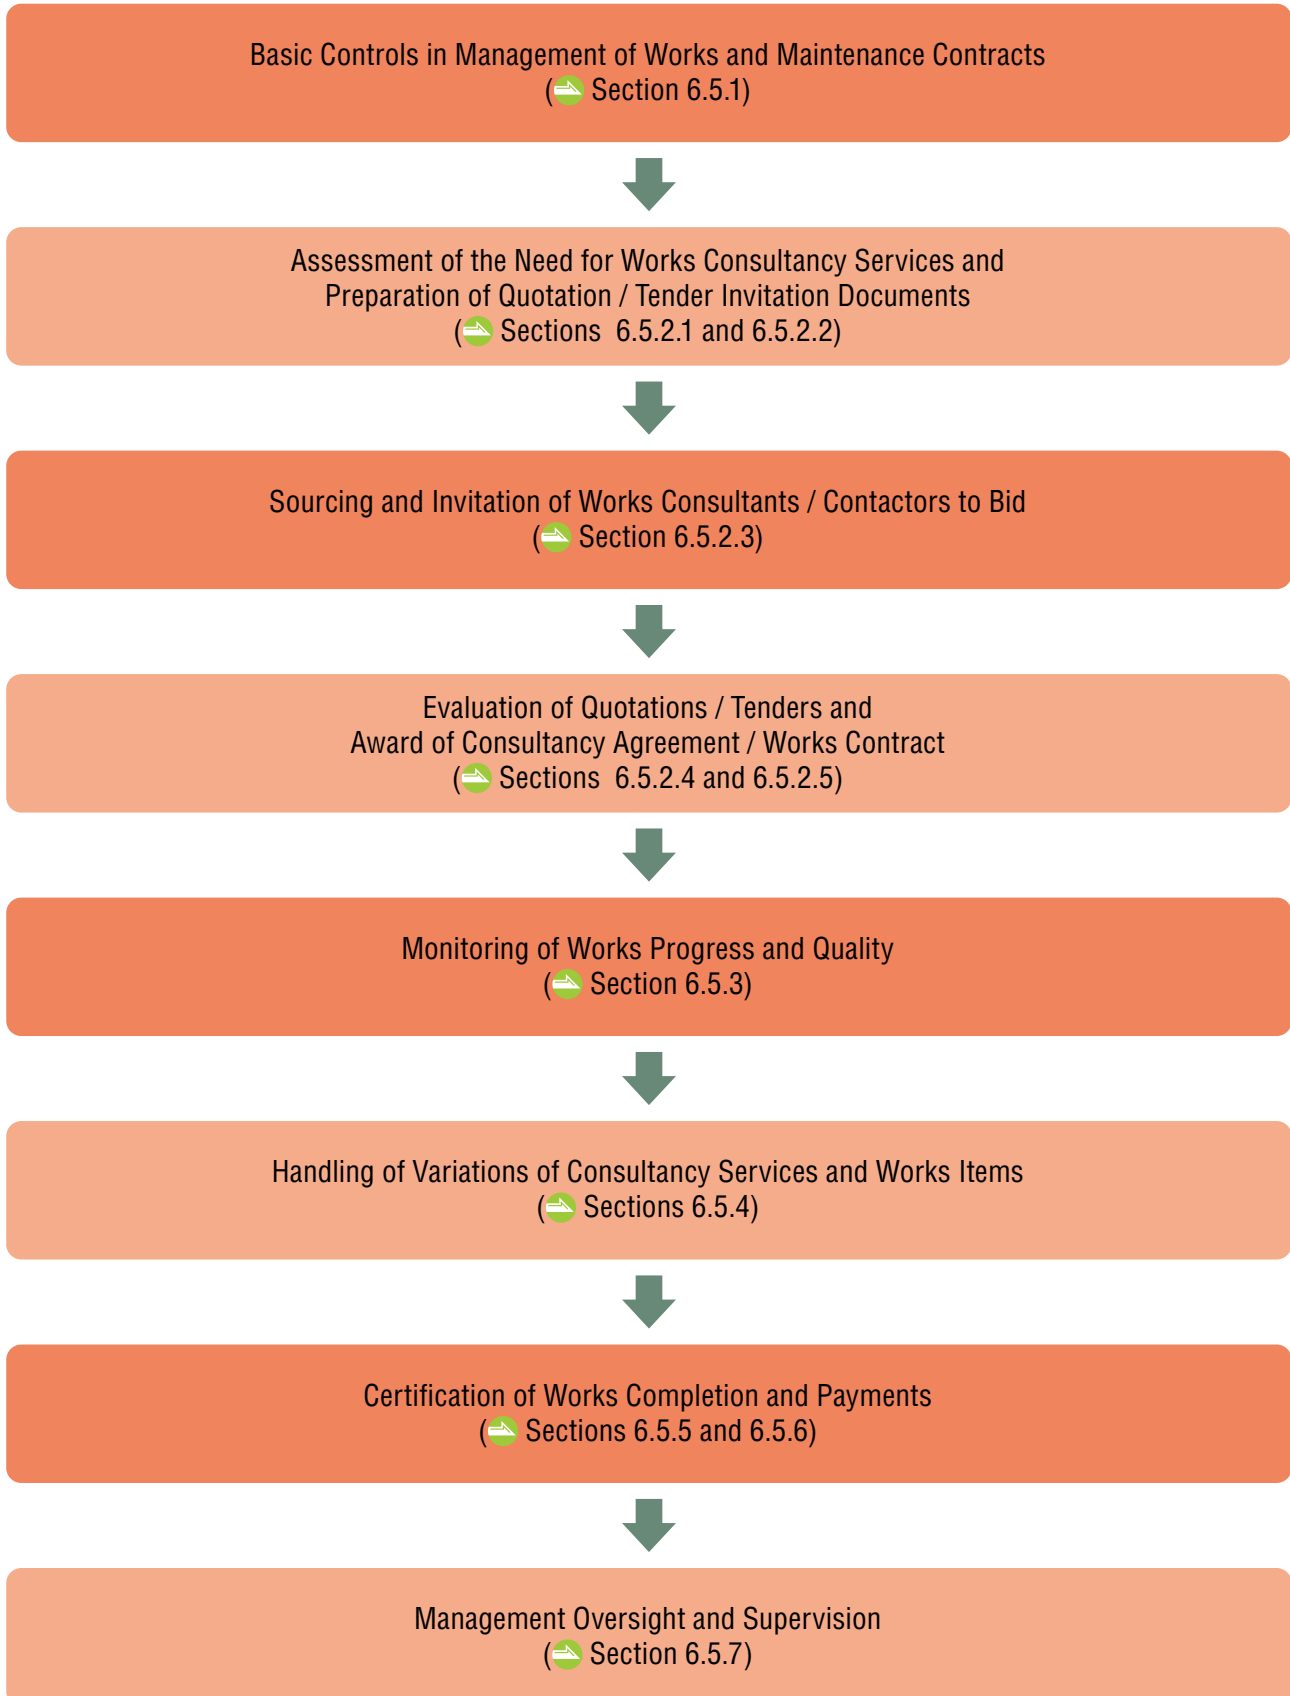 Basic Controls in Management of Works and Maintenance Contracts
( Section 6.5.1)
Assessment of the Need for Works Consultancy Services and
Preparation of Quotation / Tender Invitation Documents
( Sections 6.5.2.1 and 6.5.2.2)
Sourcing and Invitation of Works Consultants / Contactors to Bid
( Section 6.5.2.3)
Evaluation of Quotations / Tenders and
Award of Consultancy Agreement / Works Contract
( Sections 6.5.2.4 and 6.5.2.5)
Monitoring of Works Progress and Quality
( Section 6.5.3)
Handling of Variations of Consultancy Services and Works Items
( Sections 6.5.4)
Certification of Works Completion and Payments
( Sections 6.5.5 and 6.5.6)
Management Oversight and Supervision
( Section 6.5.7)